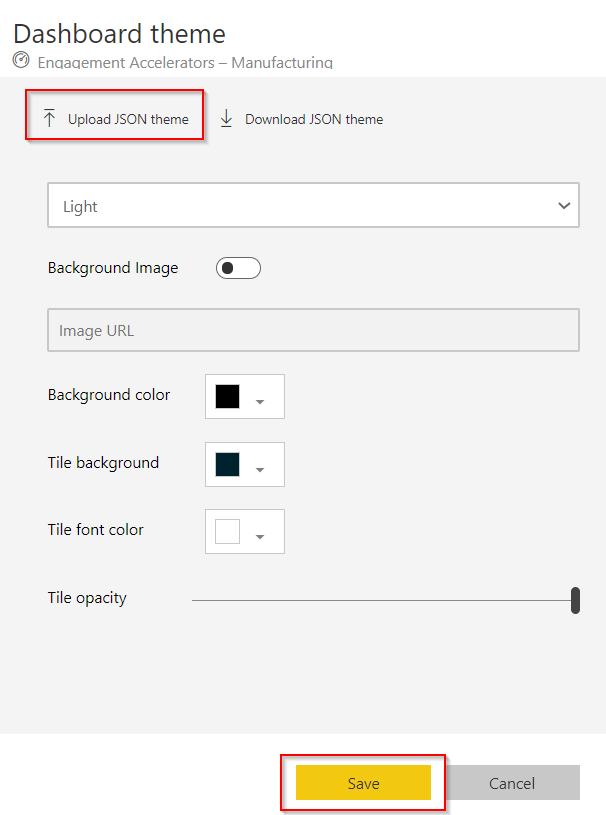 Dashboard theme
Engagement Accelerators – Manufacturing
Upload JSON theme
Download JSON theme
Light
Background Image
Image URL
Background color
Tile background
Tile font color
Tile opacity
Save
Cancel